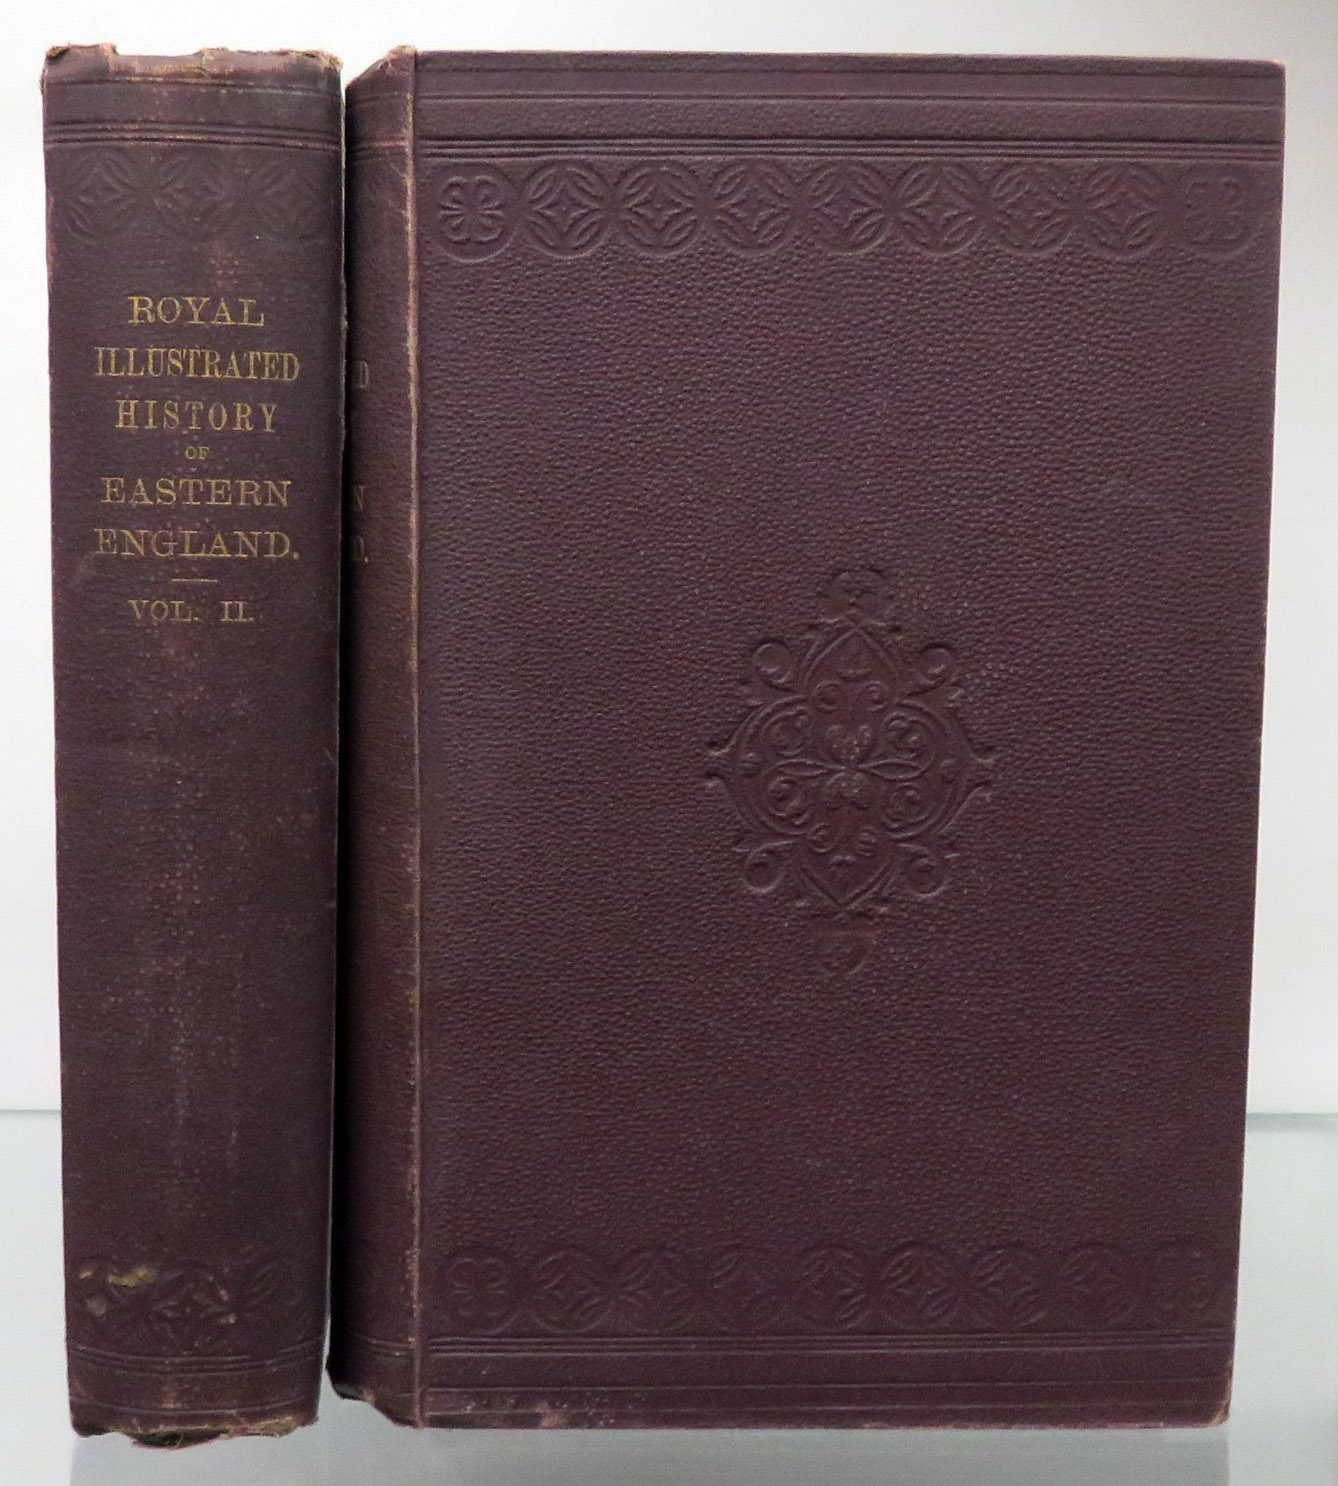 ROYAL
ILLUSTRATED
HISTORY
OF
EASTERN
ENGLAND.
VOL. II.
D
N
D.